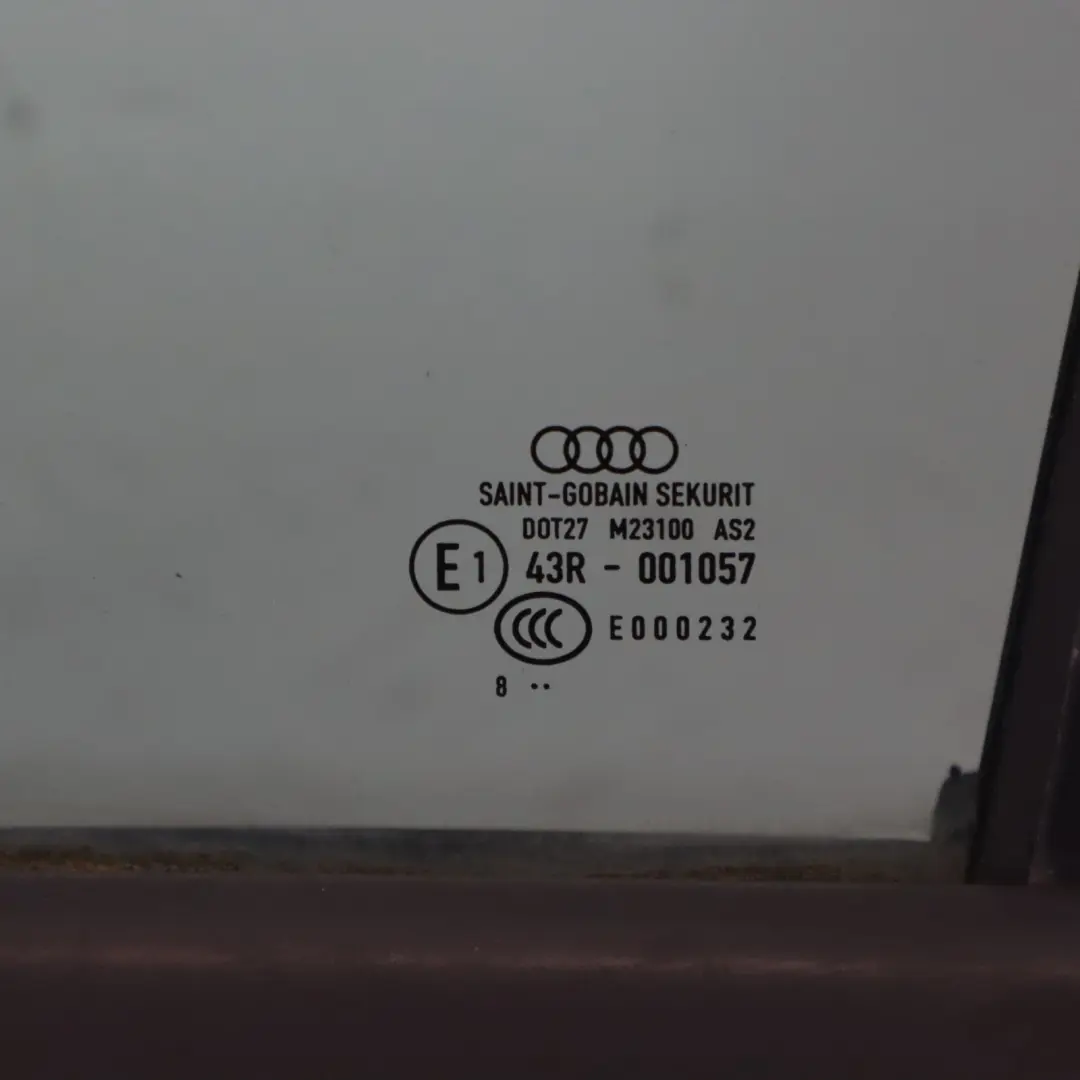 SAINT-GOBAIN SEKURIT
DOT27 M23100 AS2
E1 43R - 001057
CCC E000232
8 ··